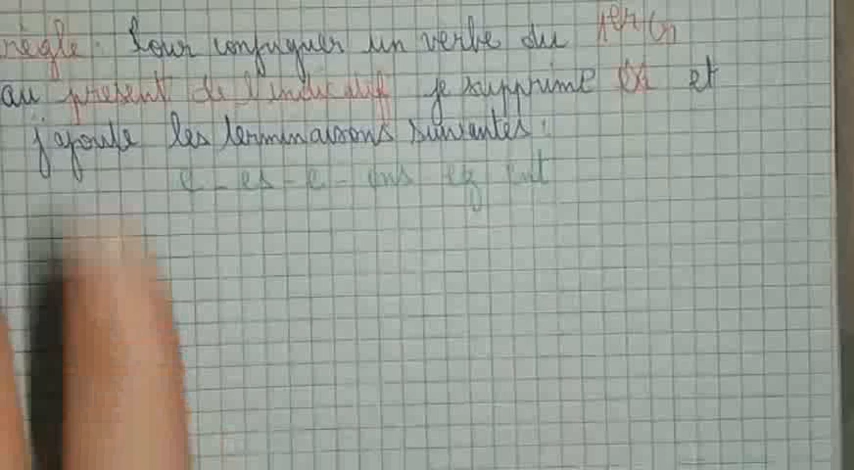 règle. Pour conjuguer un verbe du 1er G
au présent de l'indicatif je supprime er et
j'ajoute les terminaisons suivantes :
e - es - e - ons ez ent